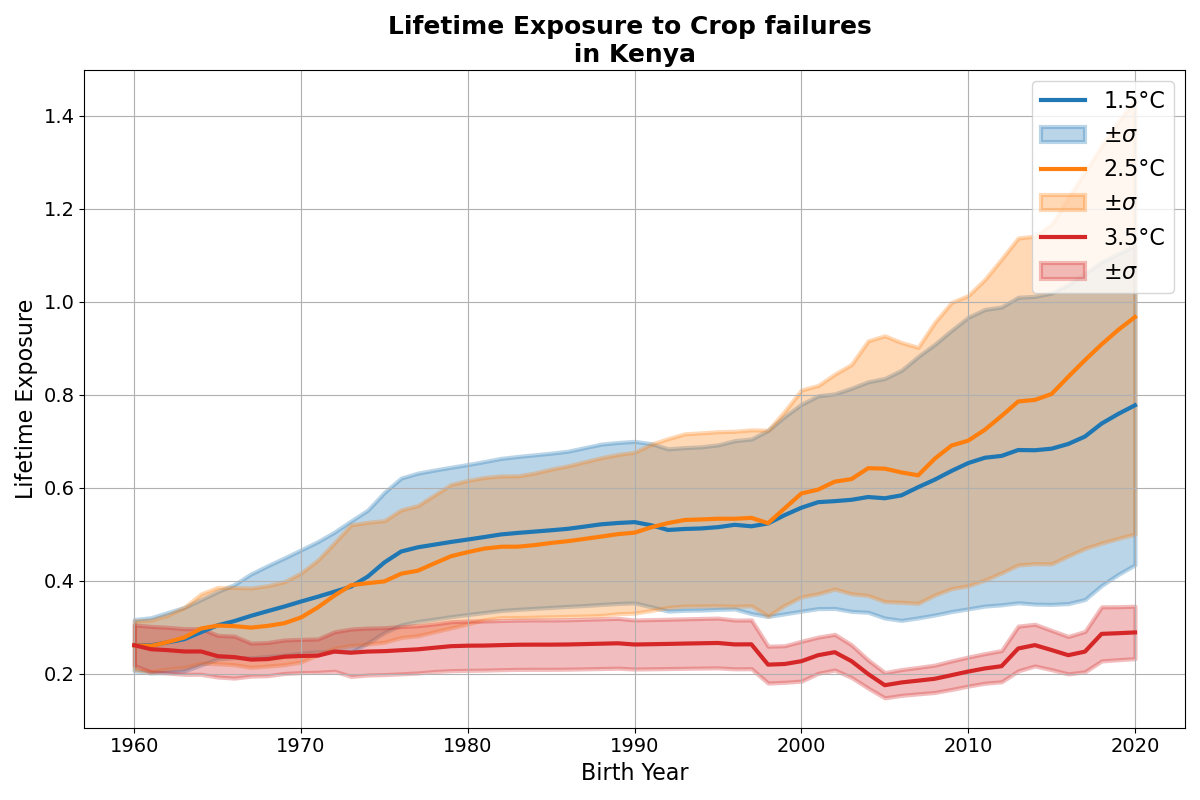 Lifetime Exposure to Crop failures
in Kenya
1.5°C
±σ
2.5°C
±σ
3.5°C
±σ
Lifetime Exposure
1.4
1.2
1.0
0.8
0.6
0.4
0.2
1960 1970 1980 1990 2000 2010 2020
Birth Year